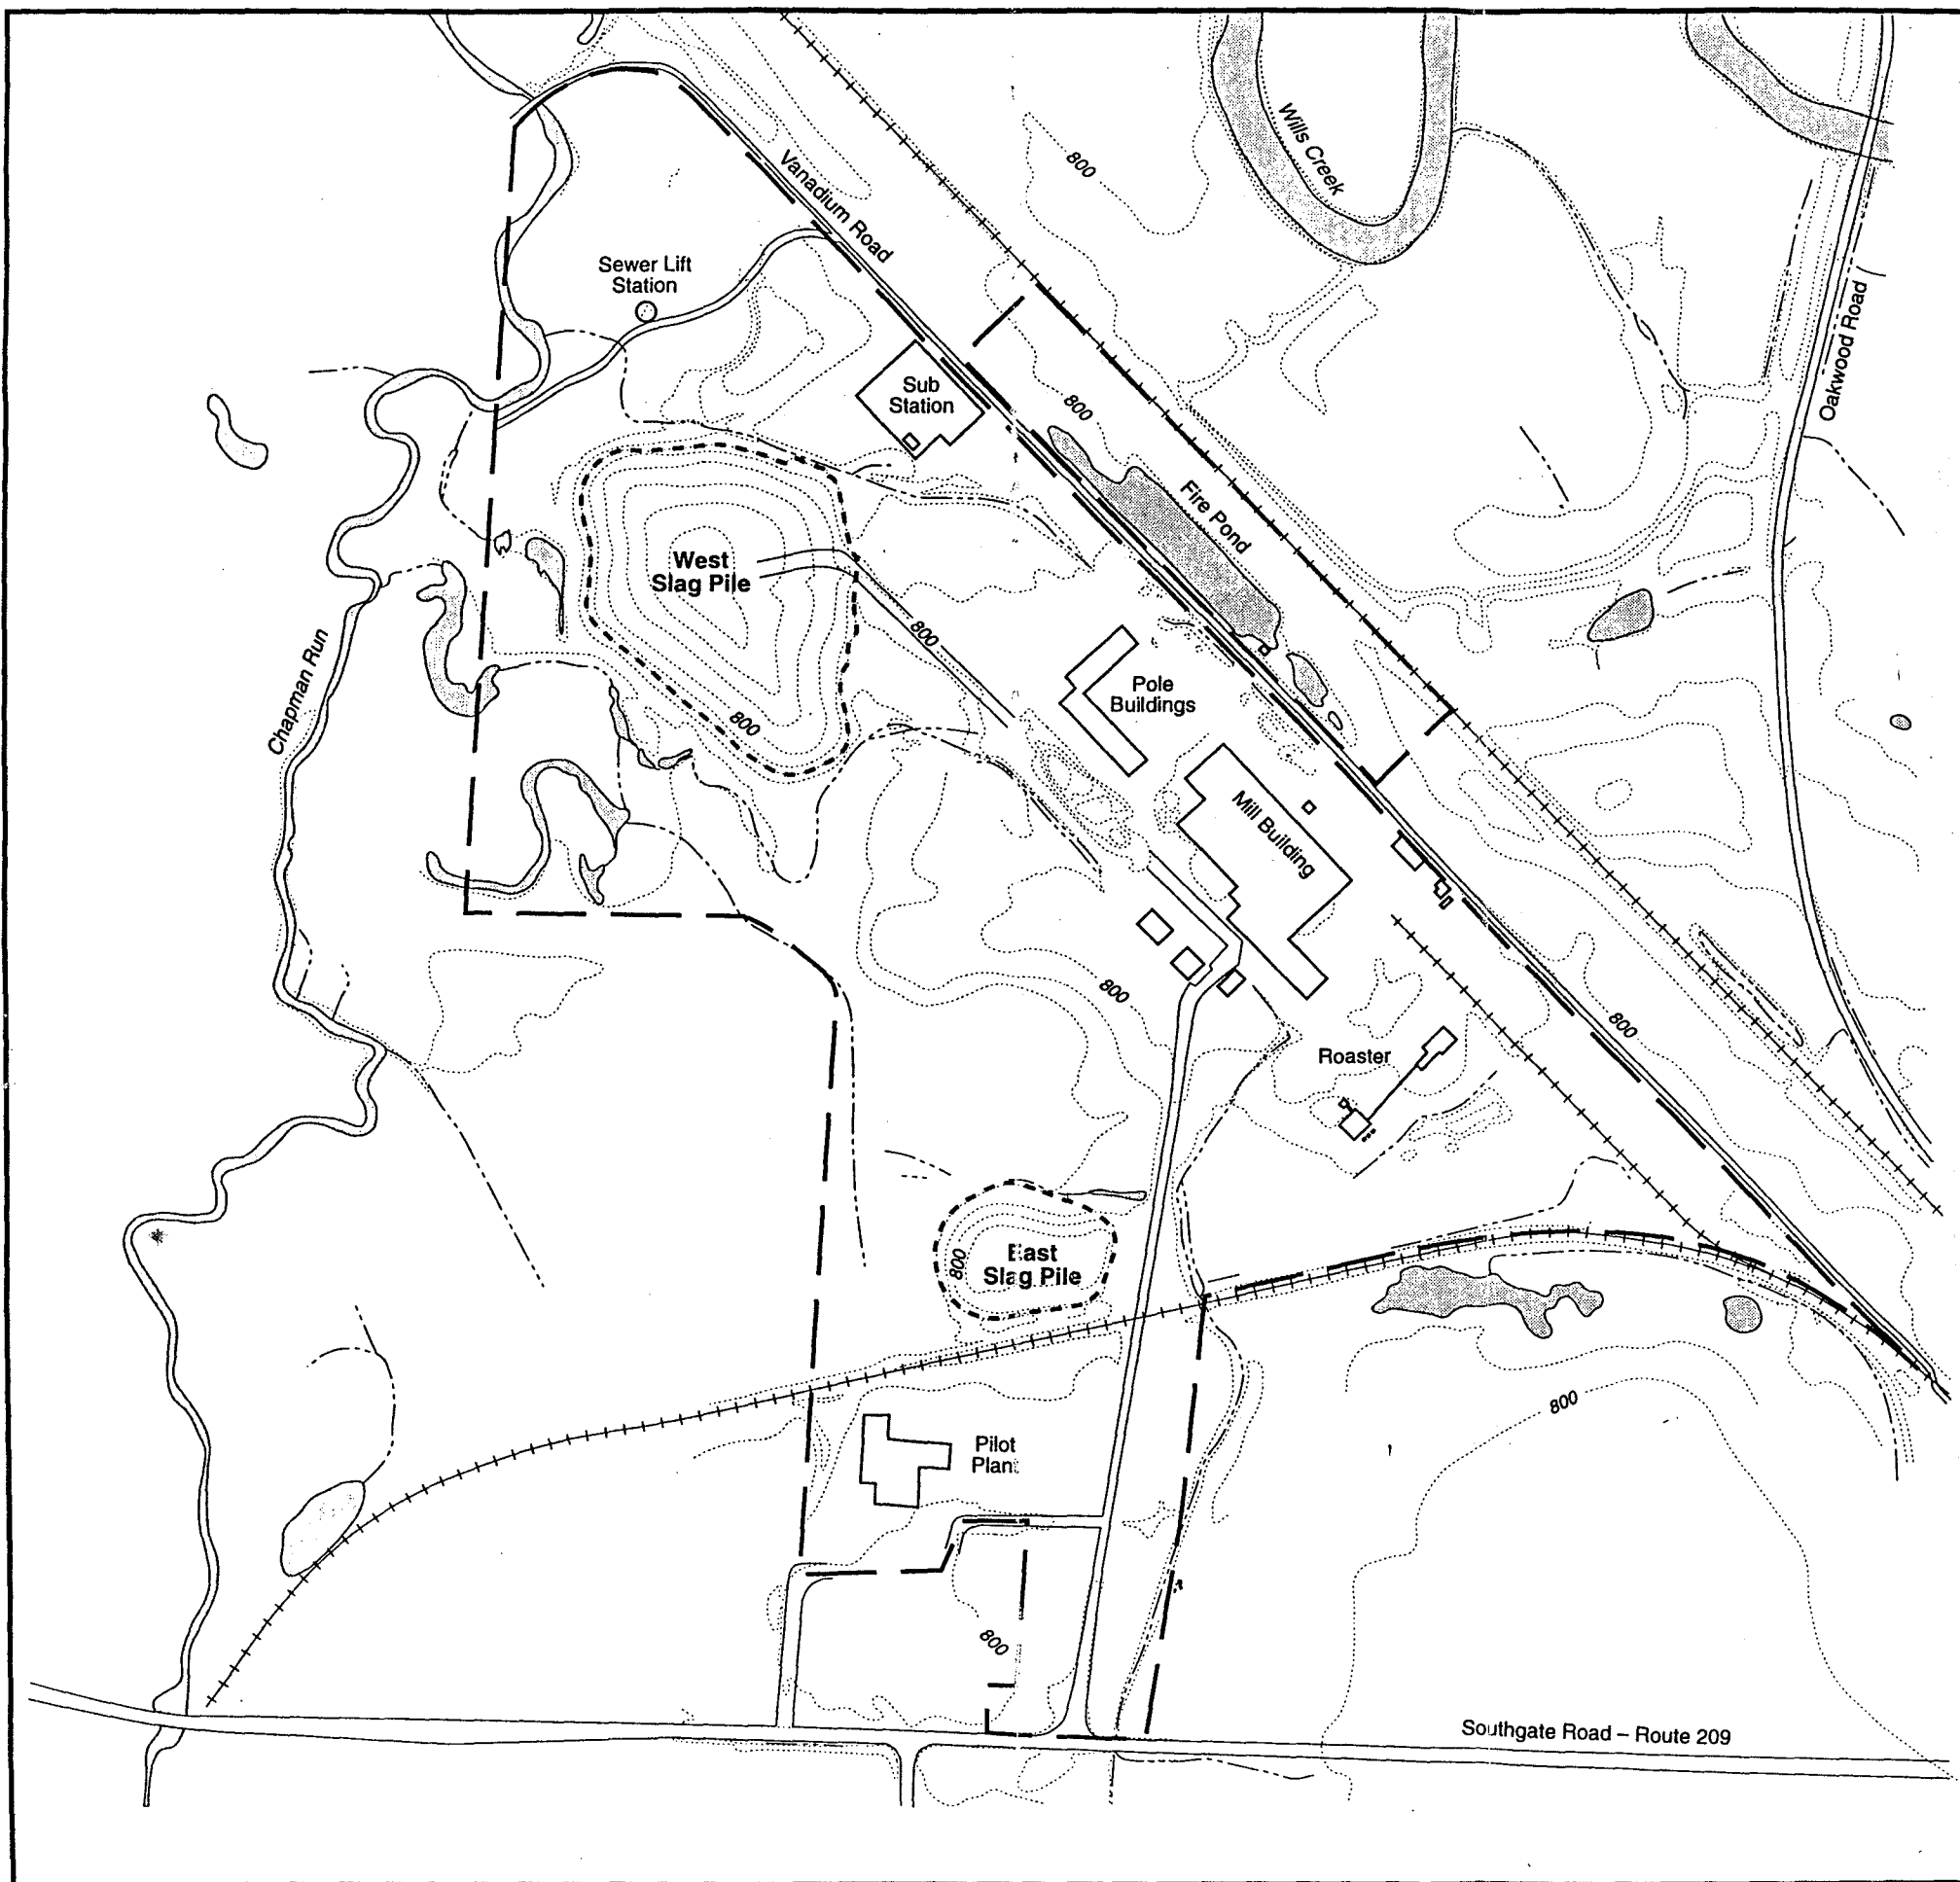 800
Wills Creek
Vanadium Road
Sewer Lift
Station
Oakwood Road
Sub
Station
800
Fire Pond
West
Slag Pile
800
Chapman Run
Pole
Buildings
800
Mill Building
800
800
Roaster
East
Slag Pile
800
800
Pilot
Plant
800
Southgate Road – Route 209